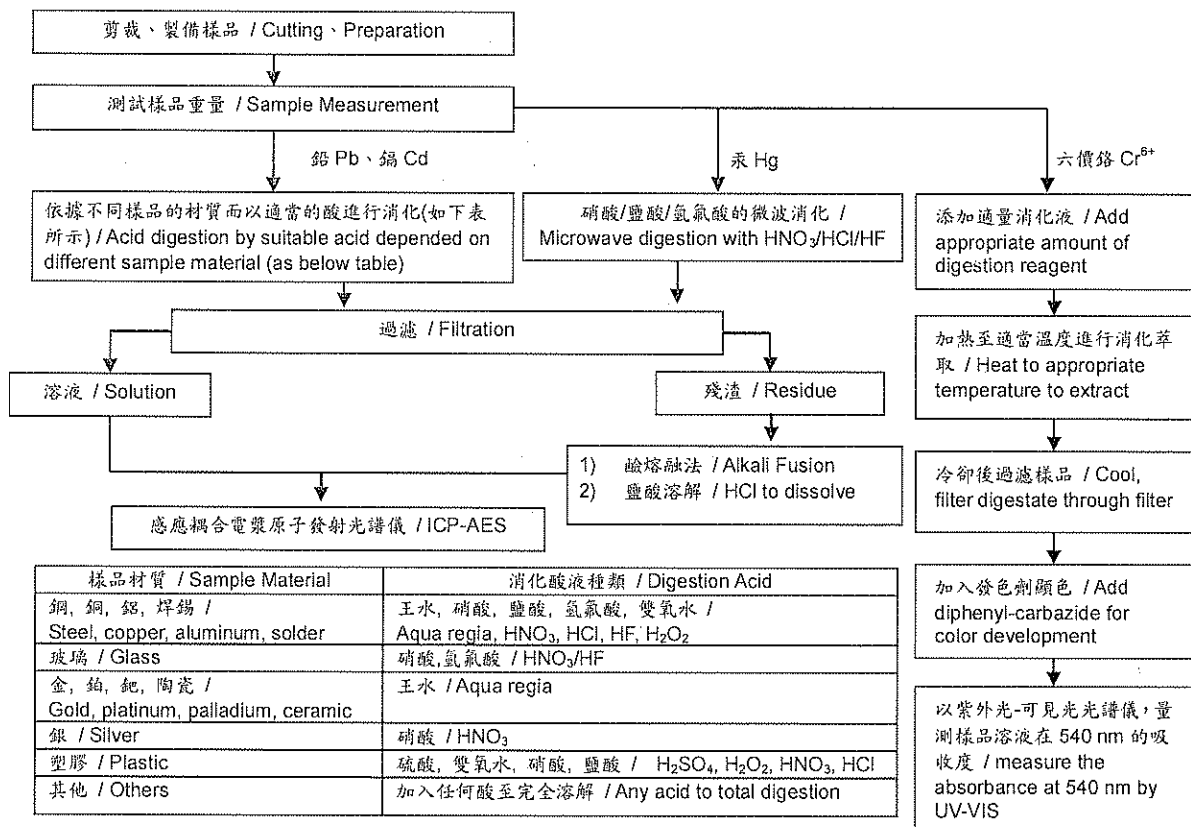 剪裁、製備樣品 / Cutting、Preparation
測試樣品重量 / Sample Measurement
鉛 Pb、鎘 Cd
汞 Hg
六價鉻 Cr⁶⁺
依據不同樣品的材質而以適當的酸進行消化(如下表
所示) / Acid digestion by suitable acid depended on
different sample material (as below table)
硝酸/鹽酸/氫氟酸的微波消化 /
Microwave digestion with HNO₃/HCl/HF
添加適量消化液 / Add
appropriate amount of
digestion reagent
過濾 / Filtration
加熱至適當溫度進行消化萃
取 / Heat to appropriate
temperature to extract
溶液 / Solution
殘渣 / Residue
1) 鹼熔融法 / Alkali Fusion
2) 鹽酸溶解 / HCl to dissolve
冷卻後過濾樣品 / Cool,
filter digestate through filter
感應耦合電漿原子發射光譜儀 / ICP-AES
加入發色劑顯色 / Add
diphenyl-carbazide for
color development
以紫外光-可見光光譜儀，量
測樣品溶液在 540 nm 的吸
收度 / measure the
absorbance at 540 nm by
UV-VIS
樣品材質 / Sample Material
消化酸液種類 / Digestion Acid
鋼, 銅, 鋁, 焊錫 /
Steel, copper, aluminum, solder
王水, 硝酸, 鹽酸, 氫氟酸, 雙氧水 /
Aqua regia, HNO₃, HCl, HF, H₂O₂
玻璃 / Glass
硝酸,氫氟酸 / HNO₃/HF
金, 鉑, 鈀, 陶瓷 /
Gold, platinum, palladium, ceramic
王水 / Aqua regia
銀 / Silver
硝酸 / HNO₃
塑膠 / Plastic
硫酸, 雙氧水, 硝酸, 鹽酸 / H₂SO₄, H₂O₂, HNO₃, HCl
其他 / Others
加入任何酸至完全溶解 / Any acid to total digestion